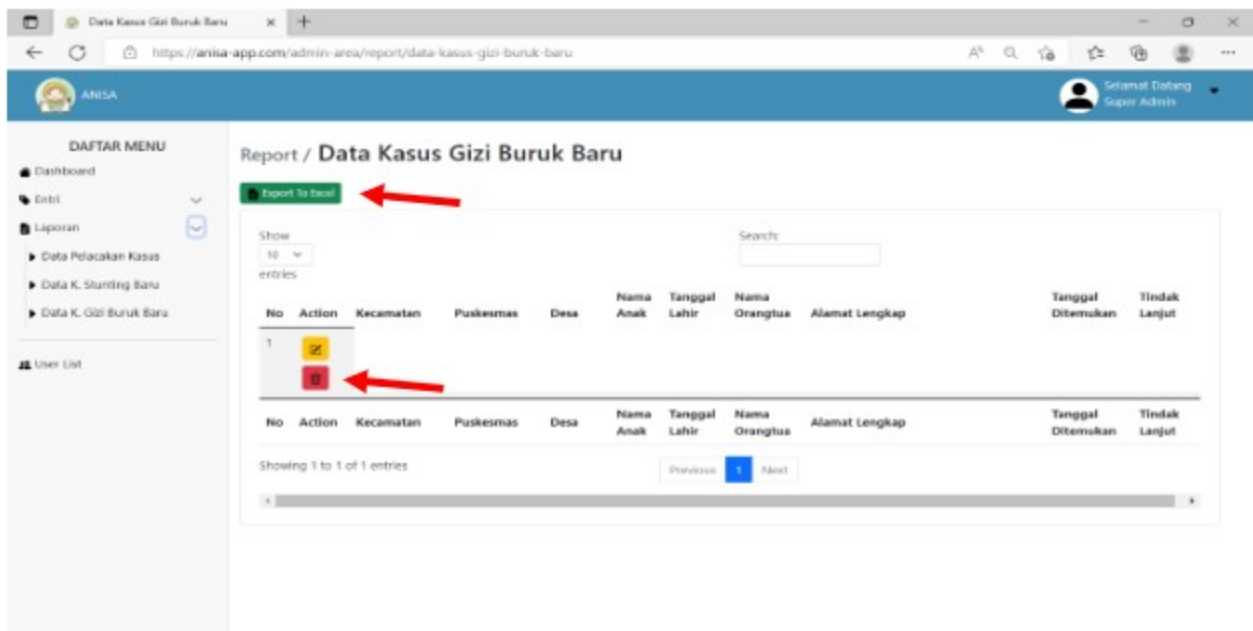 Data Kasus Gizi Buruk Baru
https://anisa-app.com/admin-area/report/data-kasus-gizi-buruk-baru
ANISA
Selamat Datang
Super Admin
DAFTAR MENU
Dashboard
Entri
Laporan
Data Pelacakan Kasus
Data K. Stunting Baru
Data K. Gizi Buruk Baru
User List
Report / Data Kasus Gizi Buruk Baru
Export To Excel
Show
10
entries
Search:
No Action Kecamatan Puskesmas Desa Nama Anak Tanggal Lahir Nama Orangtua Alamat Lengkap Tanggal Ditemukan Tindak Lanjut
1
No Action Kecamatan Puskesmas Desa Nama Anak Tanggal Lahir Nama Orangtua Alamat Lengkap Tanggal Ditemukan Tindak Lanjut
Showing 1 to 1 of 1 entries
Previous 1 Next